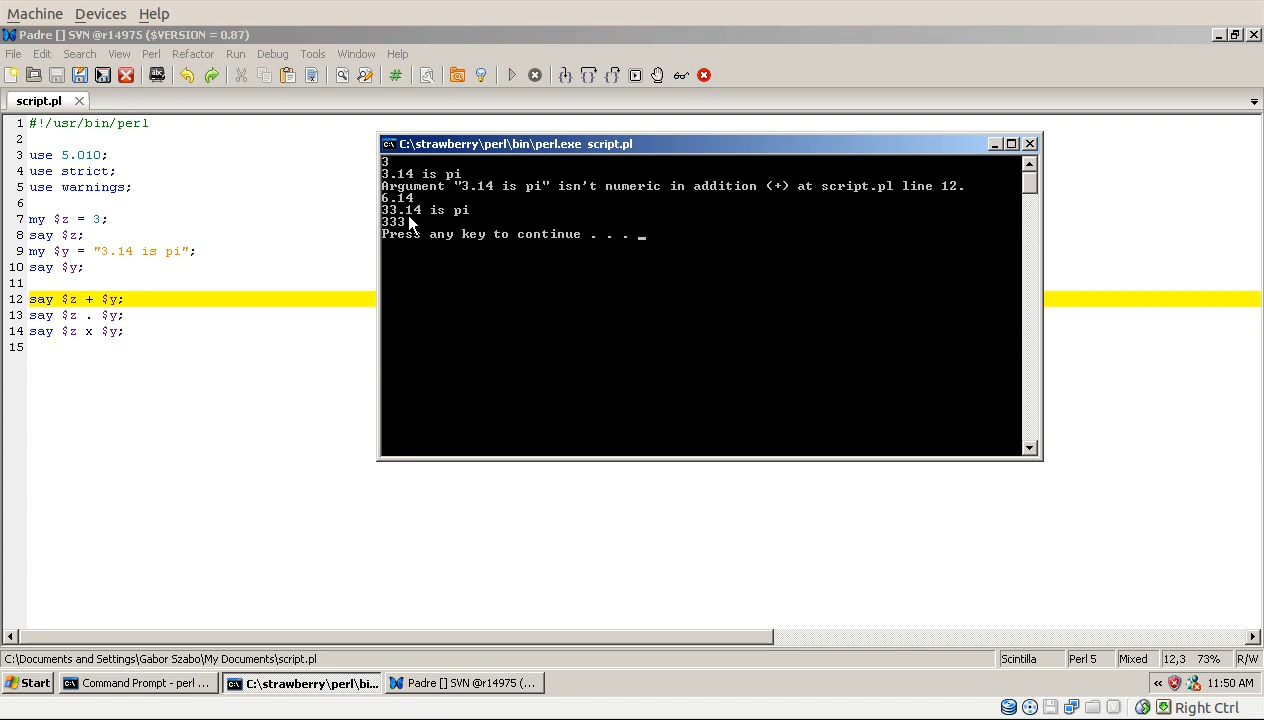 Machine Devices Help
Padre [] SVN @r14975 ($VERSION = 0.87)
File Edit Search View Perl Refactor Run Debug Tools Window Help
script.pl
1 #!/usr/bin/perl
2
3 use 5.010;
4 use strict;
5 use warnings;
6
7 my $z = 3;
8 say $z;
9 my $y = "3.14 is pi";
10 say $y;
11
12 say $z + $y;
13 say $z . $y;
14 say $z x $y;
15
C:\strawberry\perl\bin\perl.exe script.pl
3
3.14 is pi
Argument "3.14 is pi" isn't numeric in addition (+) at script.pl line 12.
6.14
33.14 is pi
333
Press any key to continue . . . _
C:\Documents and Settings\Gabor Szabo\My Documents\script.pl Scintilla Perl 5 Mixed 12,3 73% R/W
Start Command Prompt - perl ... C:\strawberry\perl\bi... Padre [] SVN @r14975 (... « 11:50 AM
Right Ctrl